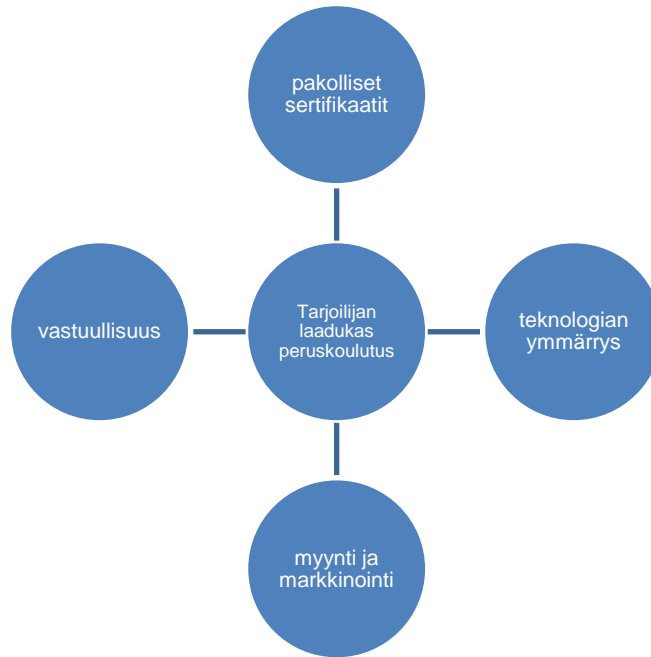 pakolliset
sertifikaatit
vastuullisuus
Tarjoilijan
laadukas
peruskoulutus
teknologian
ymmärrys
myynti ja
markkinointi